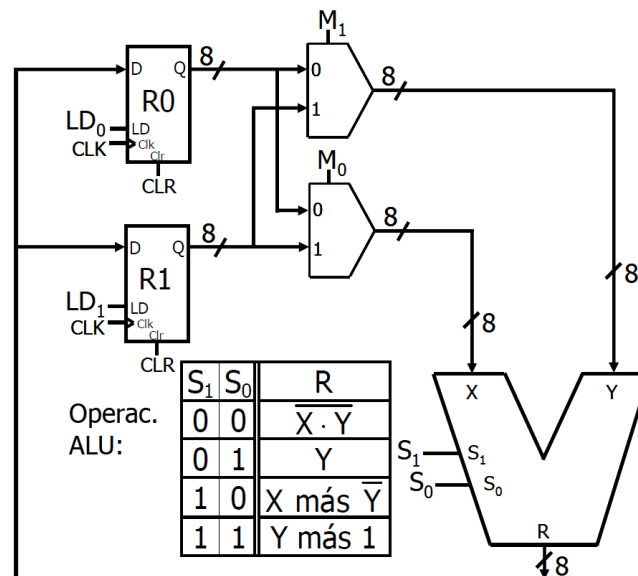 M1
D Q 8
0
8
R0
1
LD0 LD
CLK Clk
Clr
CLR
M0
0
8
D Q 8
1
R1
8
LD1 LD
CLK Clk
Clr
8
CLR
S1 S0 R
X Y
Operac.
ALU:
0 0 X · Y
0 1 Y
S1 S1
1 0 X más Y
S0 S0
1 1 Y más 1
R
8